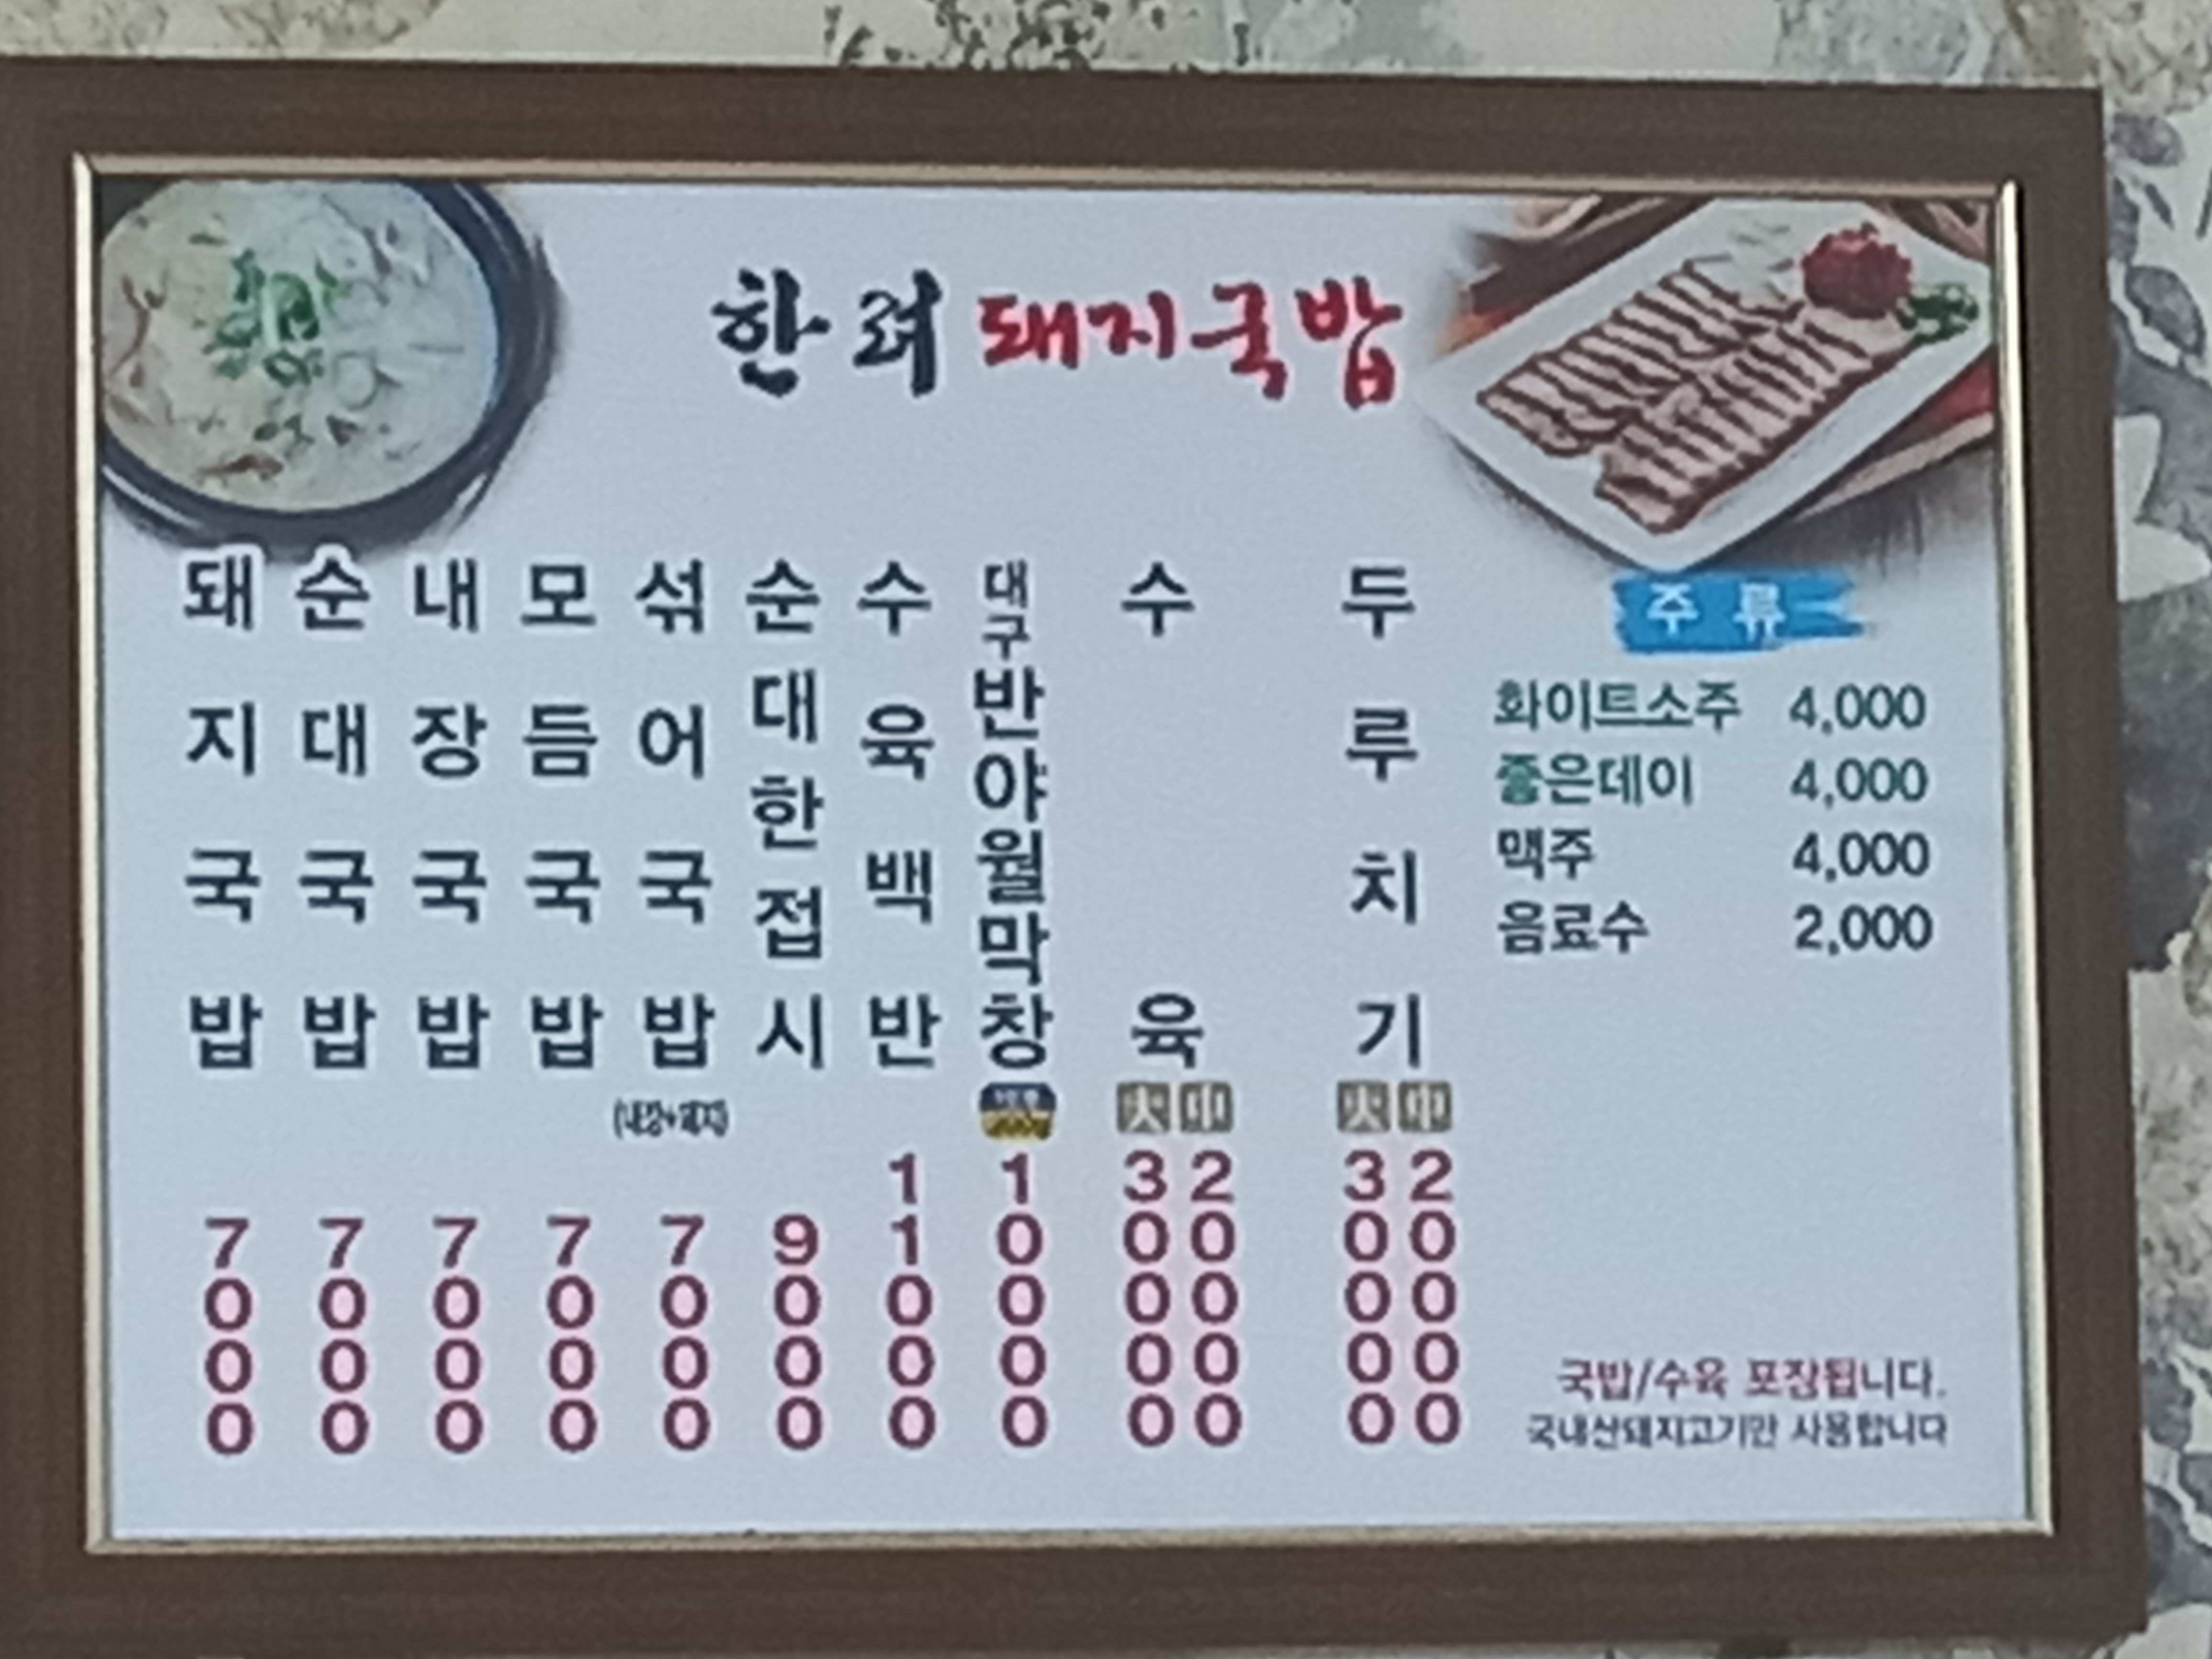 한려 돼지국밥
돼지국밥 7000
순대국밥 7000
내장국밥 7000
모듬국밥 7000
섞어국밥 (내장+돼지) 7000
순대한접시 9000
수육백반 11000
대구반야월막창 10000
수육 大 30000 中 20000
두루치기 大 30000 中 20000
주류
화이트소주 4,000
좋은데이 4,000
맥주 4,000
음료수 2,000
국밥/수육 포장됩니다.
국내산돼지고기만 사용합니다